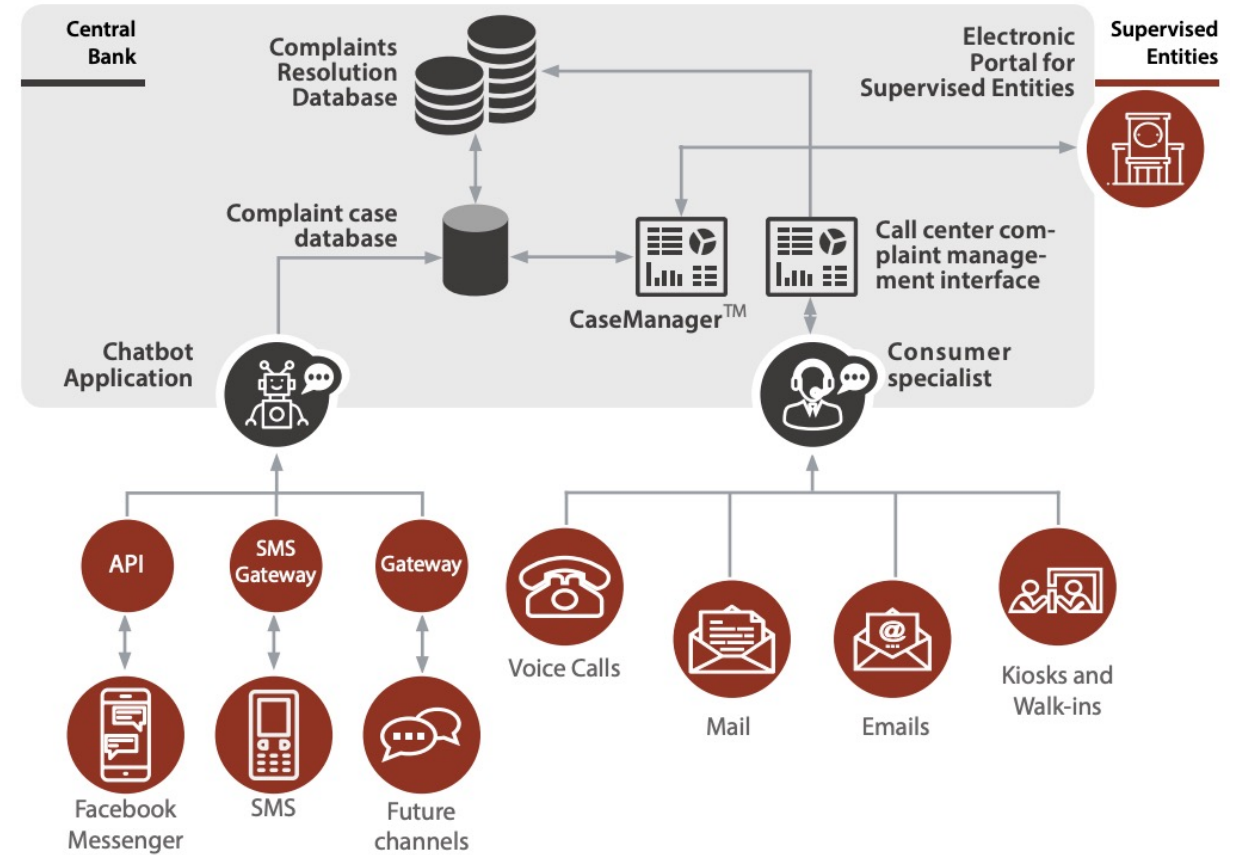 Central
Bank
Complaints
Resolution
Database
Electronic
Portal for
Supervised Entities
Supervised
Entities
Complaint case
database
Call center com-
plaint manage-
ment interface
CaseManager™
Chatbot
Application
Consumer
specialist
API
SMS
Gateway
Gateway
Voice Calls
Mail
@
Emails
Kiosks and
Walk-ins
Facebook
Messenger
SMS
Future
channels